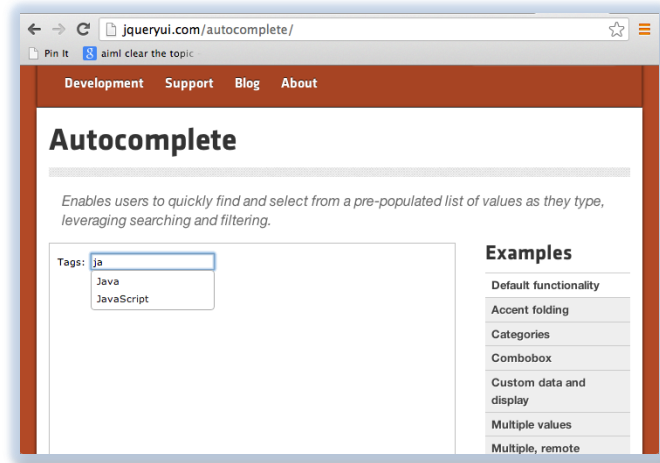 jqueryui.com/autocomplete/
Pin It 8 aiml clear the topic
Development Support Blog About
Autocomplete
Enables users to quickly find and select from a pre-populated list of values as they type,
leveraging searching and filtering.
Tags: ja
Java
JavaScript
Examples
Default functionality
Accent folding
Categories
Combobox
Custom data and
display
Multiple values
Multiple, remote